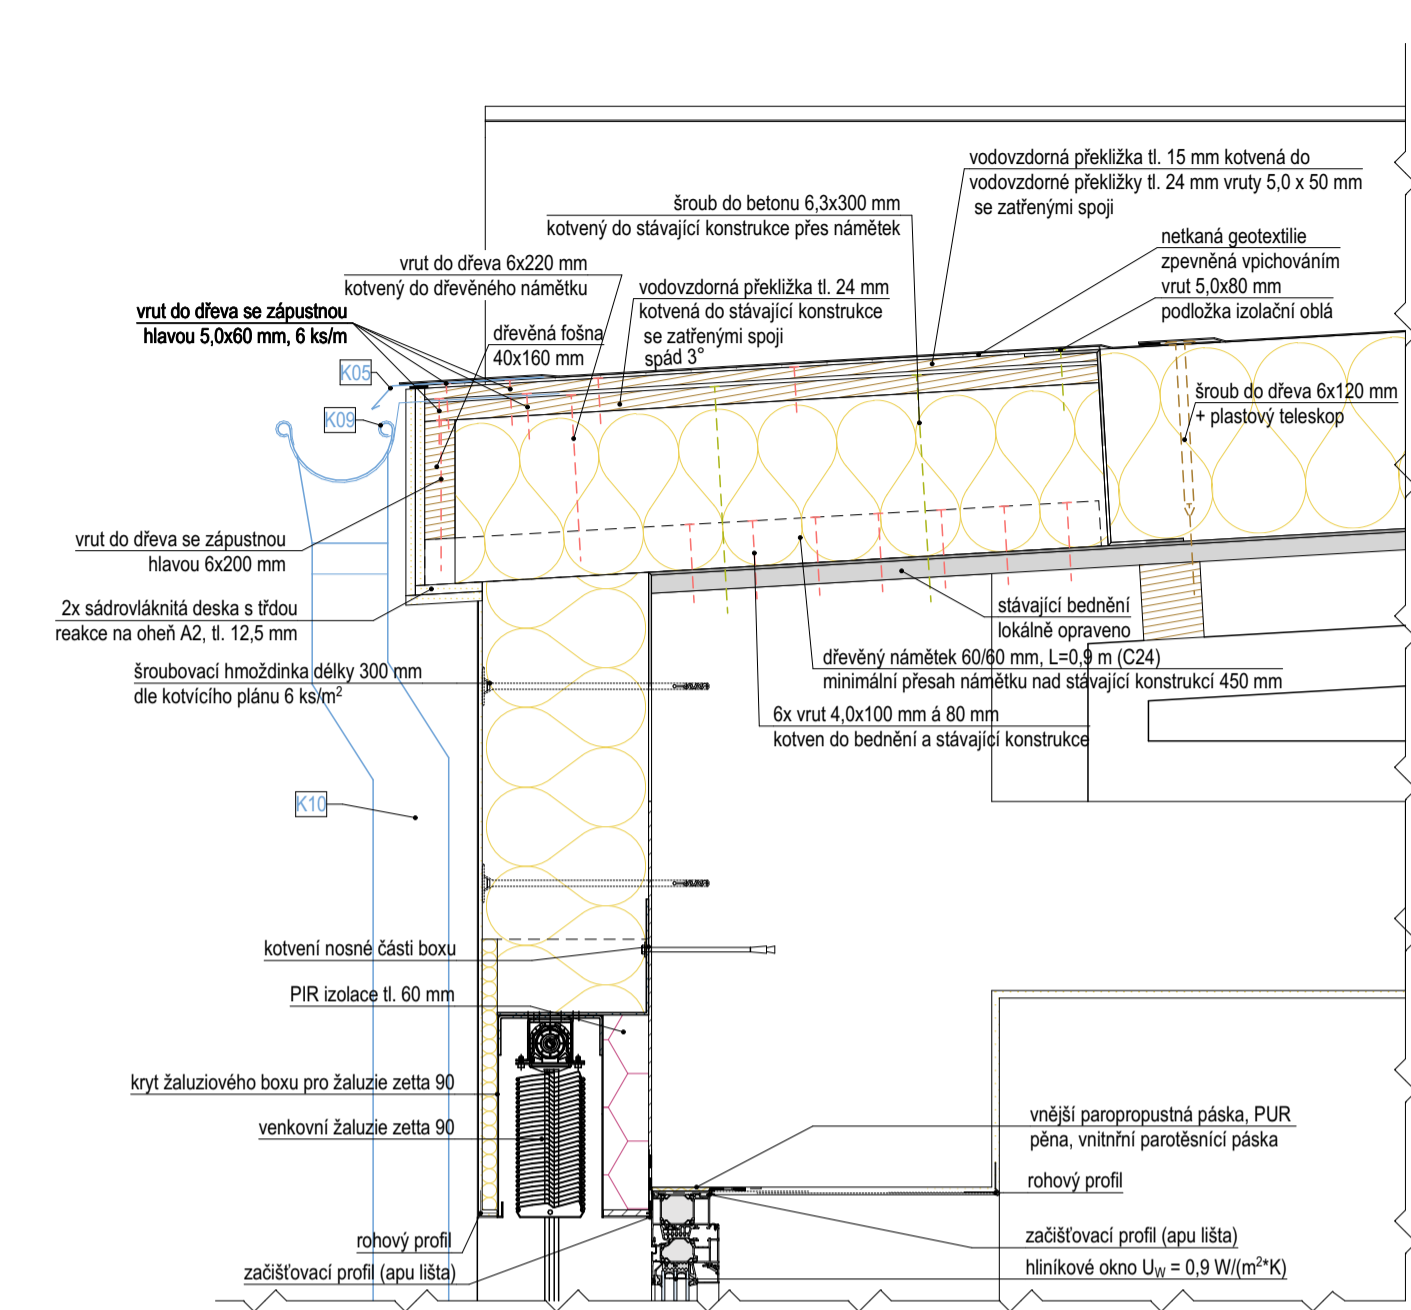 vodovzdorná překližka tl. 15 mm kotvená do
vodovzdorné překližky tl. 24 mm vruty 5,0 x 50 mm
se zatřenými spoji
šroub do betonu 6,3x300 mm
kotvený do stávající konstrukce přes námětek
netkaná geotextilie
zpevněná vpichováním
vrut 5,0x80 mm
podložka izolační oblá
vrut do dřeva 6x220 mm
kotvený do dřevěného námětku
vodovzdorná překližka tl. 24 mm
kotvená do stávající konstrukce
se zatřenými spoji
spád 3°
vrut do dřeva se zápustnou
hlavou 5,0x60 mm, 6 ks/m
dřevěná fošna
40x160 mm
K05
K09
šroub do dřeva 6x120 mm
+ plastový teleskop
vrut do dřeva se zápustnou
hlavou 6x200 mm
2x sádrovláknitá deska s třdou
reakce na oheň A2, tl. 12,5 mm
stávající bednění
lokálně opraveno
šroubovací hmoždinka délky 300 mm
dle kotvícího plánu 6 ks/m²
dřevěný námětek 60/60 mm, L=0,9 m (C24)
minimální přesah námětku nad stávající konstrukcí 450 mm
6x vrut 4,0x100 mm á 80 mm
kotven do bednění a stávající konstrukce
K10
kotvení nosné části boxu
PIR izolace tl. 60 mm
kryt žaluziového boxu pro žaluzie zetta 90
venkovní žaluzie zetta 90
vnější paropropustná páska, PUR
pěna, vnitnřní parotěsnící páska
rohový profil
rohový profil
začišťovací profil (apu lišta)
začišťovací profil (apu lišta)
hliníkové okno U_W = 0,9 W/(m²*K)